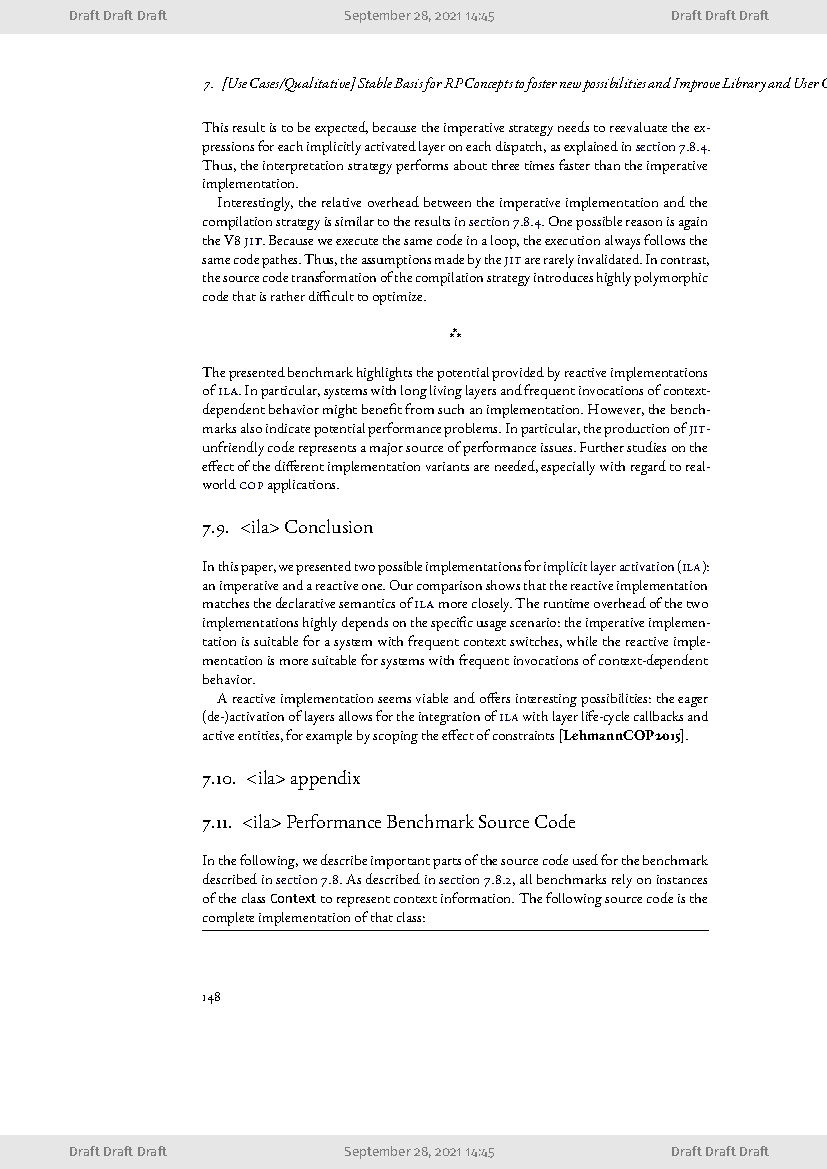 Draft Draft Draft September 28, 2021 14:45 Draft Draft Draft
7. [Use Cases/Qualitative] Stable Basis for RP Concepts to foster new possibilities and Improve Library and User
This result is to be expected, because the imperative strategy needs to reevaluate the ex-
pressions for each implicitly activated layer on each dispatch, as explained in section 7.8.4.
Thus, the interpretation strategy performs about three times faster than the imperative
implementation.
Interestingly, the relative overhead between the imperative implementation and the
compilation strategy is similar to the results in section 7.8.4. One possible reason is again
the V8 JIT. Because we execute the same code in a loop, the execution always follows the
same code pathes. Thus, the assumptions made by the JIT are rarely invalidated. In contrast,
the source code transformation of the compilation strategy introduces highly polymorphic
code that is rather difficult to optimize.
⁂
The presented benchmark highlights the potential provided by reactive implementations
of ILA. In particular, systems with long living layers and frequent invocations of context-
dependent behavior might benefit from such an implementation. However, the bench-
marks also indicate potential performance problems. In particular, the production of JIT-
unfriendly code represents a major source of performance issues. Further studies on the
effect of the different implementation variants are needed, especially with regard to real-
world COP applications.
7.9. <ila> Conclusion
In this paper, we presented two possible implementations for implicit layer activation (ILA):
an imperative and a reactive one. Our comparison shows that the reactive implementation
matches the declarative semantics of ILA more closely. The runtime overhead of the two
implementations highly depends on the specific usage scenario: the imperative implemen-
tation is suitable for a system with frequent context switches, while the reactive imple-
mentation is more suitable for systems with frequent invocations of context-dependent
behavior.
A reactive implementation seems viable and offers interesting possibilities: the eager
(de-)activation of layers allows for the integration of ILA with layer life-cycle callbacks and
active entities, for example by scoping the effect of constraints [LehmannCOP2015].
7.10. <ila> appendix
7.11. <ila> Performance Benchmark Source Code
In the following, we describe important parts of the source code used for the benchmark
described in section 7.8. As described in section 7.8.2, all benchmarks rely on instances
of the class Context to represent context information. The following source code is the
complete implementation of that class:
148
Draft Draft Draft September 28, 2021 14:45 Draft Draft Draft